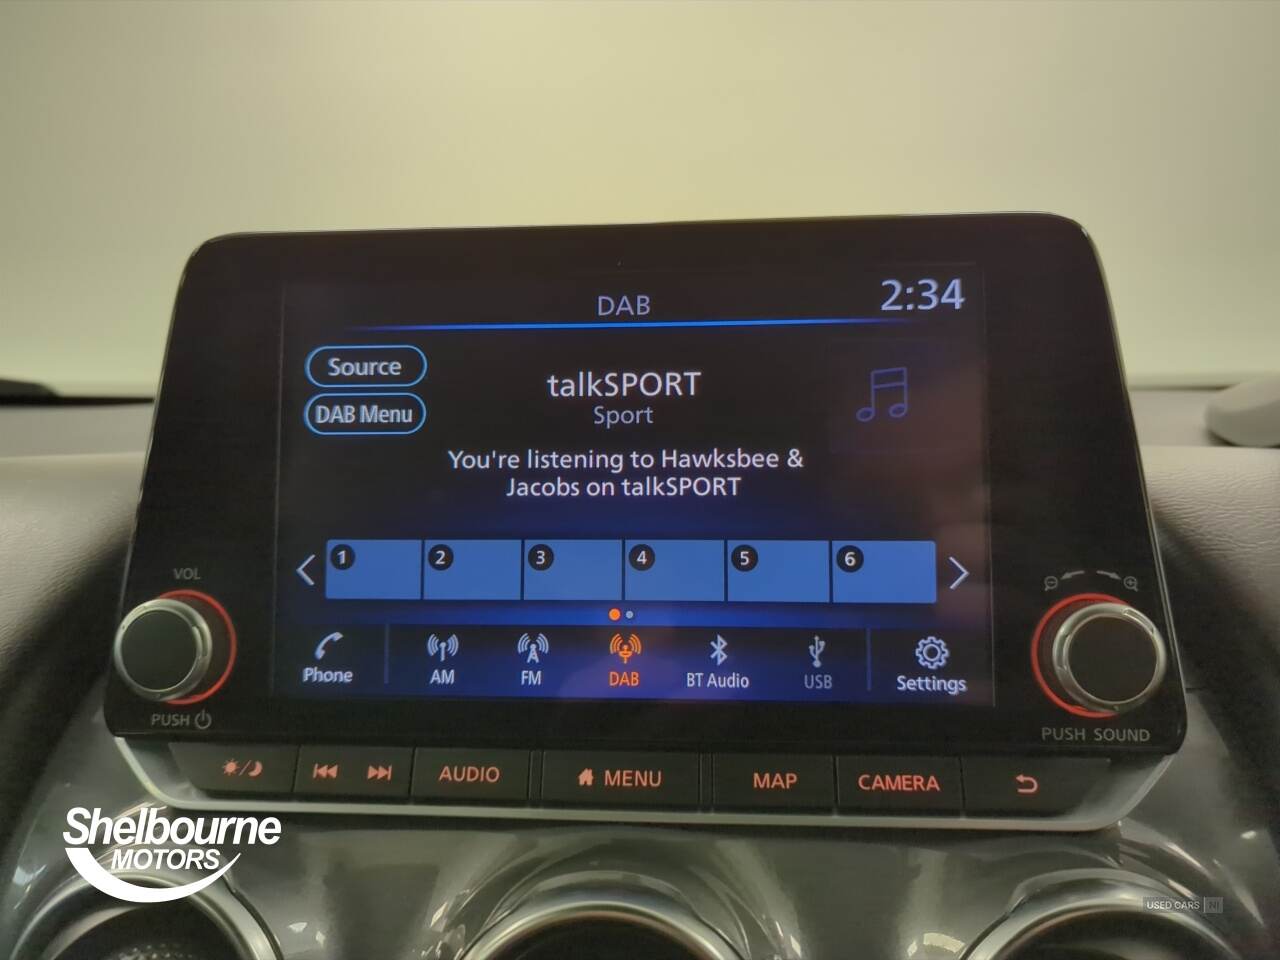 DAB
2:34
Source
DAB Menu
talkSPORT
Sport
You're listening to Hawksbee &
Jacobs on talkSPORT
1 2 3 4 5 6
Phone AM FM DAB BT Audio USB Settings
VOL
PUSH
PUSH SOUND
AUDIO MENU MAP CAMERA
Shelbourne
MOTORS
USED CARS NI